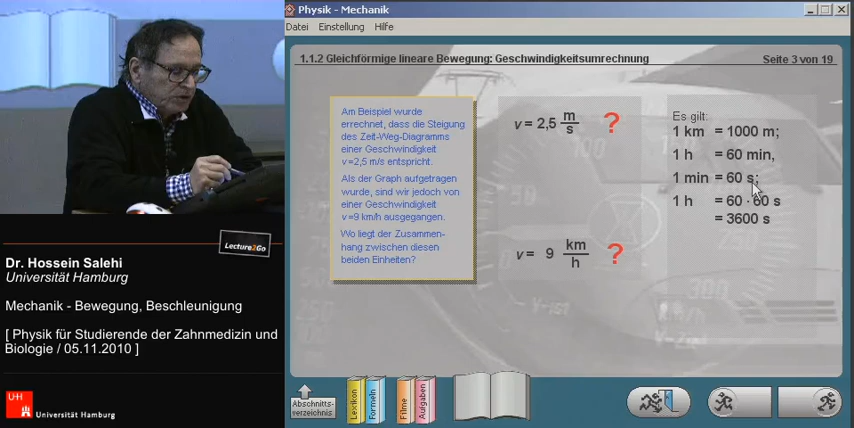 Physik - Mechanik
Datei Einstellung Hilfe
1.1.2 Gleichförmige lineare Bewegung: Geschwindigkeitsumrechnung
Seite 3 von 19
Am Beispiel wurde
errechnet, dass die Steigung
des Zeit-Weg-Diagramms
einer Geschwindigkeit
v=2,5 m/s entspricht.
Als der Graph aufgetragen
wurde, sind wir jedoch von
einer Geschwindigkeit
v=9 km/h ausgegangen.
Wo liegt der Zusammen-
hang zwischen diesen
beiden Einheiten?
v = 2,5 m/s ?
v = 9 km/h ?
Es gilt:
1 km = 1000 m;
1 h = 60 min,
1 min = 60 s;
1 h = 60 · 60 s
= 3600 s
Abschnitts-
verzeichnis
Lexikon
Formeln
Filme
Aufgaben
Lecture2Go
Dr. Hossein Salehi
Universität Hamburg
Mechanik - Bewegung, Beschleunigung
[ Physik für Studierende der Zahnmedizin und
Biologie / 05.11.2010 ]
UH
Universität Hamburg